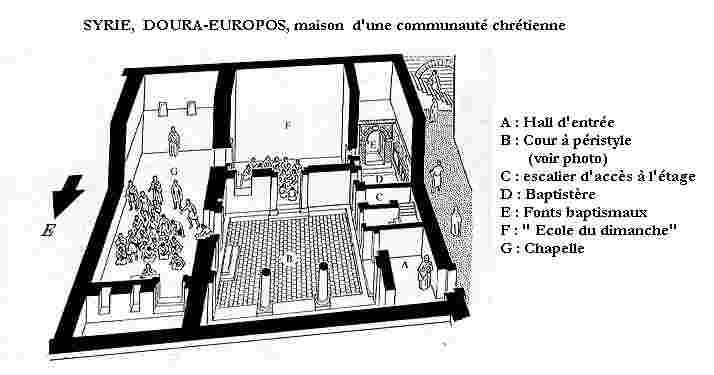 SYRIE, DOURA-EUROPOS, maison d'une communauté chrétienne
F
E
G
D
C
E
B
A
A : Hall d'entrée
B : Cour à péristyle
(voir photo)
C : escalier d'accès à l'étage
D : Baptistère
E : Fonts baptismaux
F : " Ecole du dimanche"
G : Chapelle